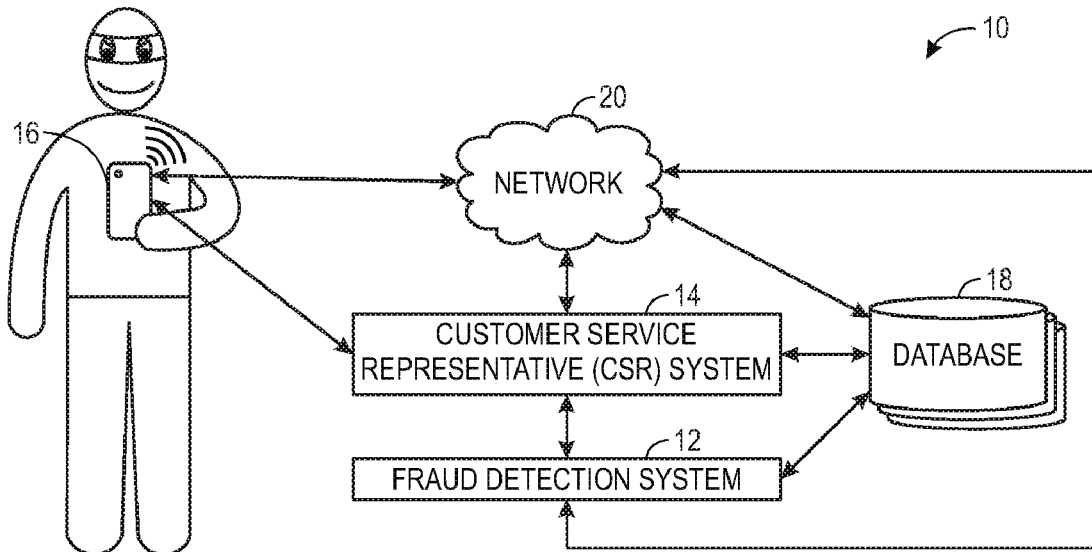 10
16
20
NETWORK
14
CUSTOMER SERVICE
REPRESENTATIVE (CSR) SYSTEM
18
DATABASE
12
FRAUD DETECTION SYSTEM